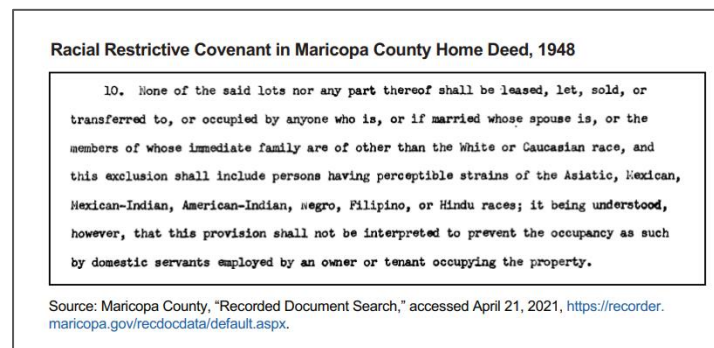 Racial Restrictive Covenant in Maricopa County Home Deed, 1948
10. None of the said lots nor any part thereof shall be leased, let, sold, or
transferred to, or occupied by anyone who is, or if married whose spouse is, or the
members of whose immediate family are of other than the White or Caucasian race, and
this exclusion shall include persons having perceptible strains of the Asiatic, Mexican,
Mexican-Indian, American-Indian, Negro, Filipino, or Hindu races; it being understood,
however, that this provision shall not be interpreted to prevent the occupancy as such
by domestic servants employed by an owner or tenant occupying the property.
Source: Maricopa County, “Recorded Document Search,” accessed April 21, 2021, https://recorder.
maricopa.gov/recdocdata/default.aspx.